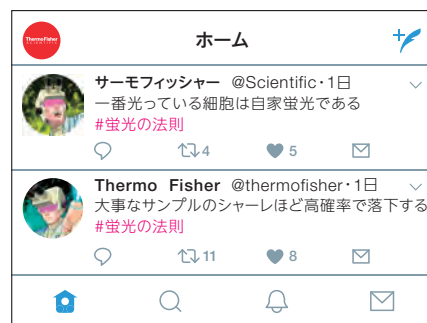 ThermoFisher
SCIENTIFIC
ホーム
サーモフィッシャー @Scientific・1日
一番光っている細胞は自家蛍光である
#蛍光の法則
4 5
Thermo Fisher @thermofisher・1日
大事なサンプルのシャーレほど高確率で落下する
#蛍光の法則
11 8